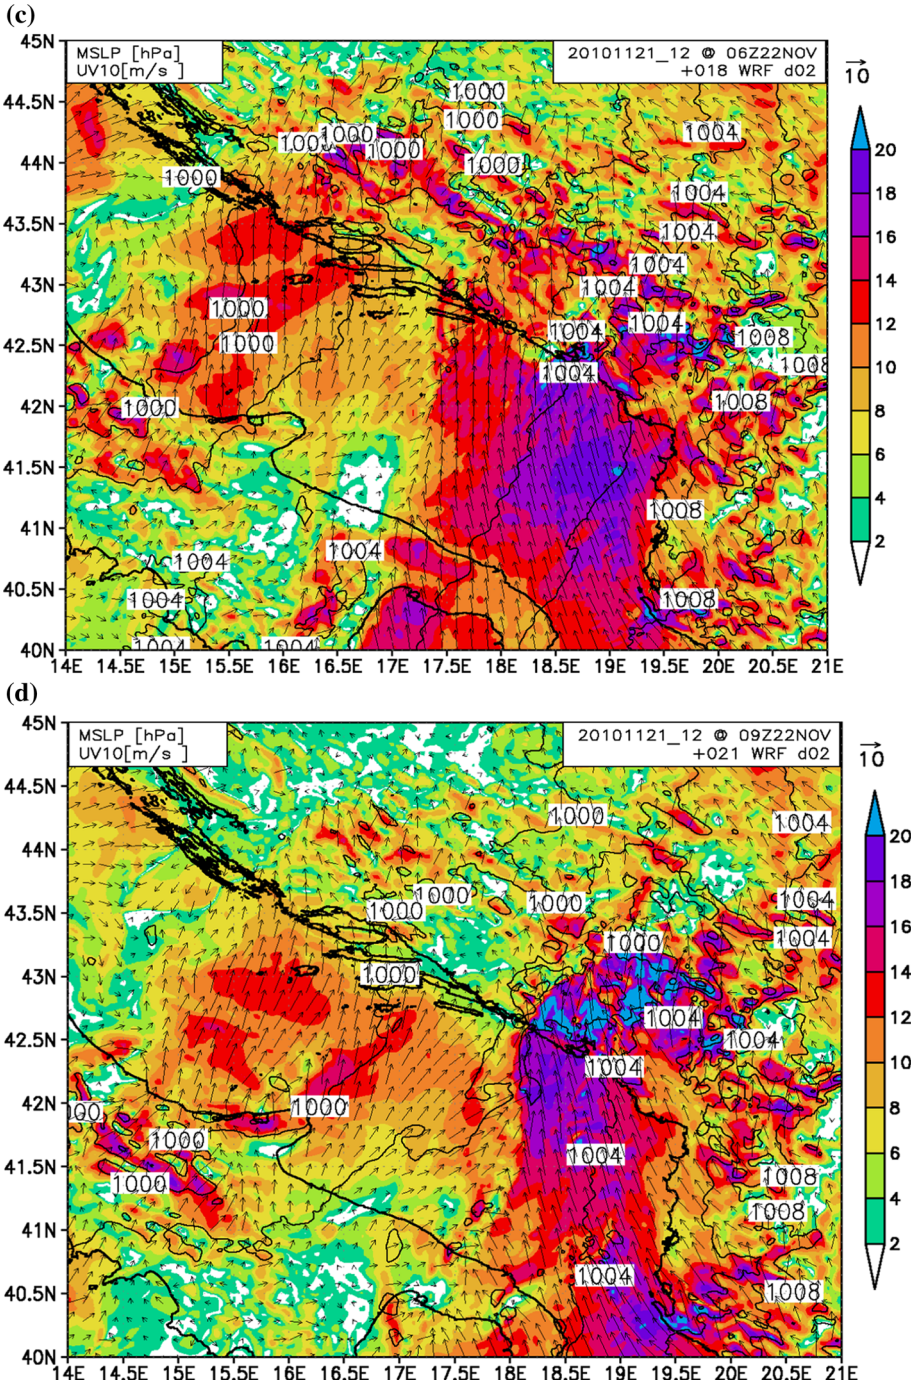 (c)
45N
MSLP [hPa]
UV10[m/s ]
20101121_12 @ 06Z22NOV
+018 WRF d02
10
44.5N
1000
1000
1004
1000
1000
1000
44N
1000
1000
1004
43.5N
1004
1004
43N
1004
1000
1004
1004
42.5N
1000
1008
1008
1004
42N
1000
1008
41.5N
41N
1008
1004
1004
40.5N
1004
1008
40N
1004
1004
14E 14.5E 15E 15.5E 16E 16.5E 17E 17.5E 18E 18.5E 19E 19.5E 20E 20.5E 21E
20
18
16
14
12
10
8
6
4
2
(d)
45N
MSLP [hPa]
UV10[m/s ]
20101121_12 @ 09Z22NOV
+021 WRF d02
10
44.5N
1000
1004
44N
1000
1004
43.5N
1000
1000
1000
1004
43N
1000
1004
42.5N
1004
1004
42N
1000
1000
41.5N
1004
1000
1008
41N
1008
1004
40.5N
1008
40N
14E 14.5E 15E 15.5E 16E 16.5E 17E 17.5E 18E 18.5E 19E 19.5E 20E 20.5E 21E
20
18
16
14
12
10
8
6
4
2